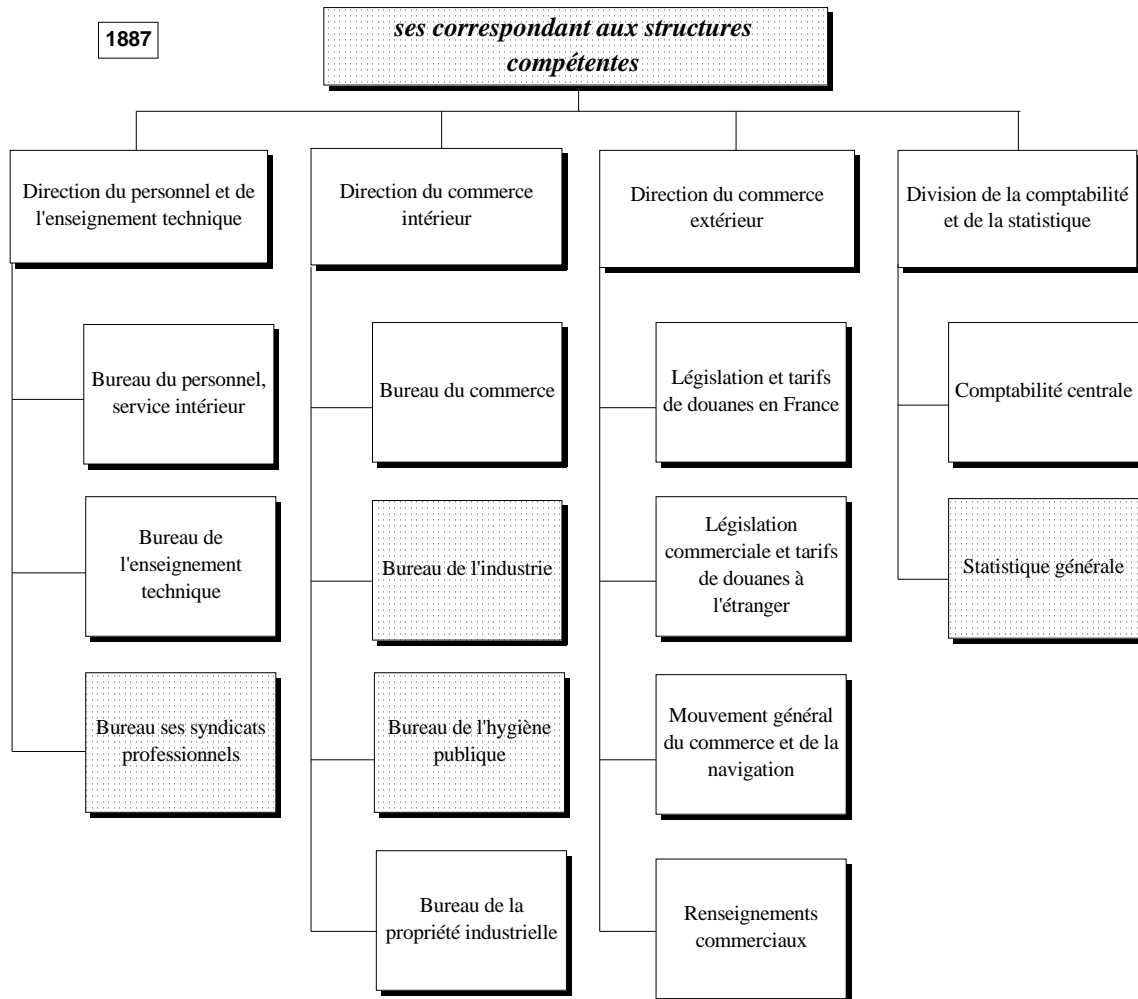 1887
ses correspondant aux structures
compétentes
Direction du personnel et de
l'enseignement technique
Direction du commerce
intérieur
Direction du commerce
extérieur
Division de la comptabilité
et de la statistique
Bureau du personnel,
service intérieur
Bureau du commerce
Législation et tarifs
de douanes en France
Comptabilité centrale
Bureau de
l'enseignement
technique
Bureau de l'industrie
Législation
commerciale et tarifs
de douanes à
l'étranger
Statistique générale
Bureau ses syndicats
professionnels
Bureau de l'hygiène
publique
Mouvement général
du commerce et de la
navigation
Bureau de la
propriété industrielle
Renseignements
commerciaux